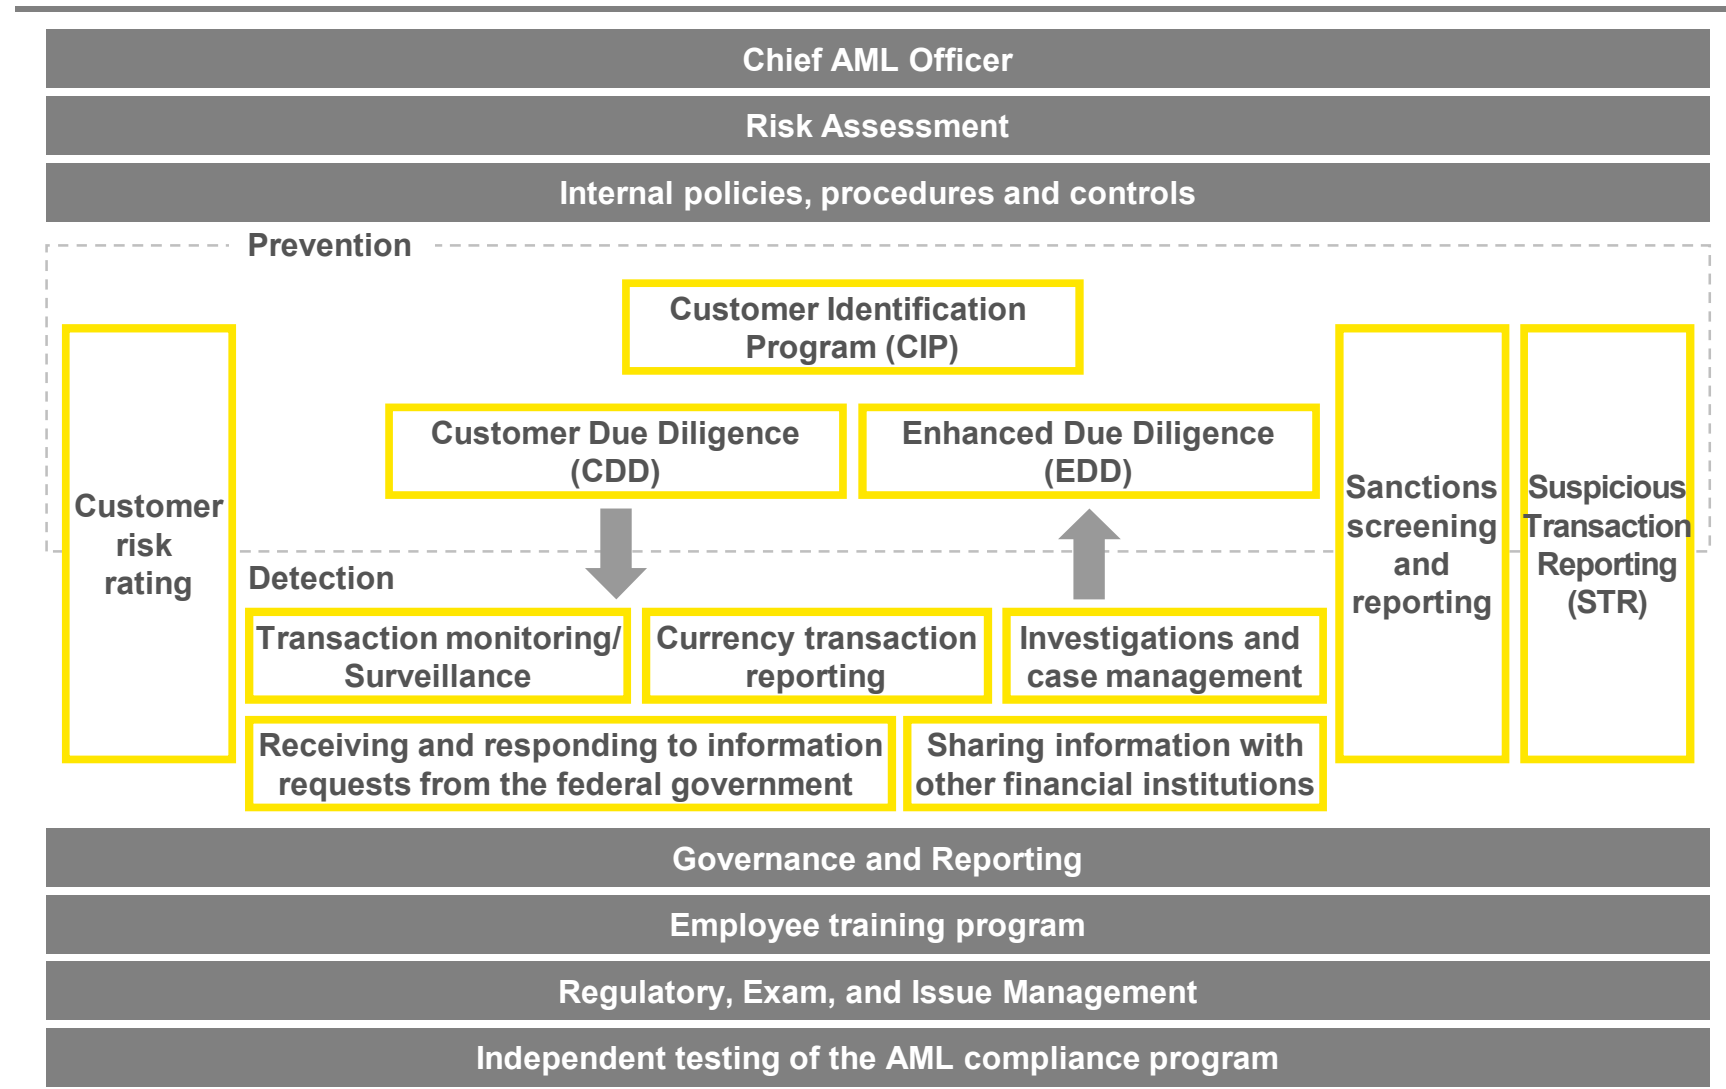 Chief AML Officer
Risk Assessment
Internal policies, procedures and controls
Prevention
Customer Identification
Program (CIP)
Customer Due Diligence
(CDD)
Enhanced Due Diligence
(EDD)
Customer
risk
rating
Sanctions
screening
and
reporting
Suspicious
Transaction
Reporting
(STR)
Detection
Transaction monitoring/
Surveillance
Currency transaction
reporting
Investigations and
case management
Receiving and responding to information
requests from the federal government
Sharing information with
other financial institutions
Governance and Reporting
Employee training program
Regulatory, Exam, and Issue Management
Independent testing of the AML compliance program